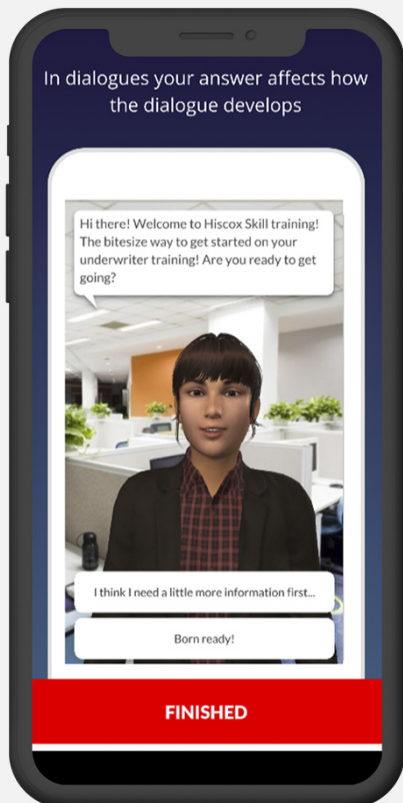 In dialogues your answer affects how
the dialogue develops
Hi there! Welcome to Hiscox Skill training!
The bitesize way to get started on your
underwriter training! Are you ready to get
going?
I think I need a little more information first...
Born ready!
FINISHED